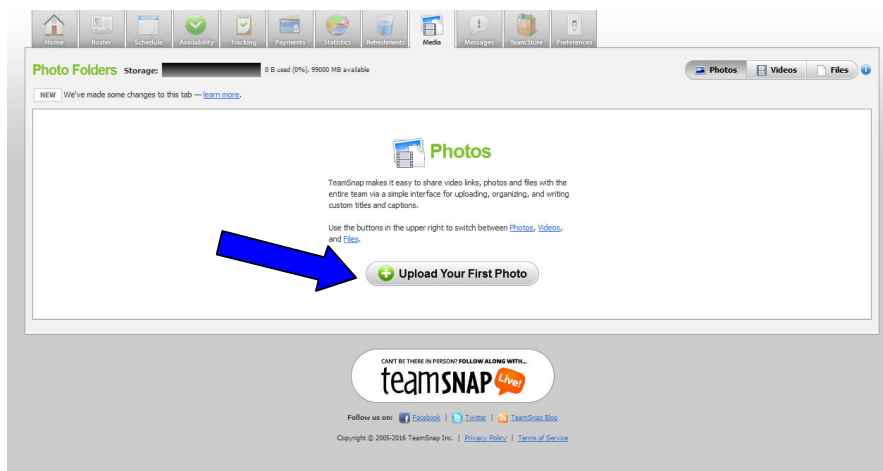 Home Roster Schedule Availability Tracking Payments Statistics Refreshments Media Messages Team Store Preferences
Photo Folders Storage: 0 B used (0%), 99000 MB available
Photos Videos Files
NEW We've made some changes to this tab — learn more.
Photos
TeamSnap makes it easy to share video links, photos and files with the
entire team via a simple interface for uploading, organizing, and writing
custom titles and captions.
Use the buttons in the upper right to switch between Photos, Videos,
and Files.
Upload Your First Photo
CAN'T BE THERE IN PERSON? FOLLOW ALONG WITH...
teamSNAP Live!
Follow us on: Facebook | Twitter | TeamSnap Blog
Copyright © 2005-2016 TeamSnap Inc. | Privacy Policy | Terms of Service